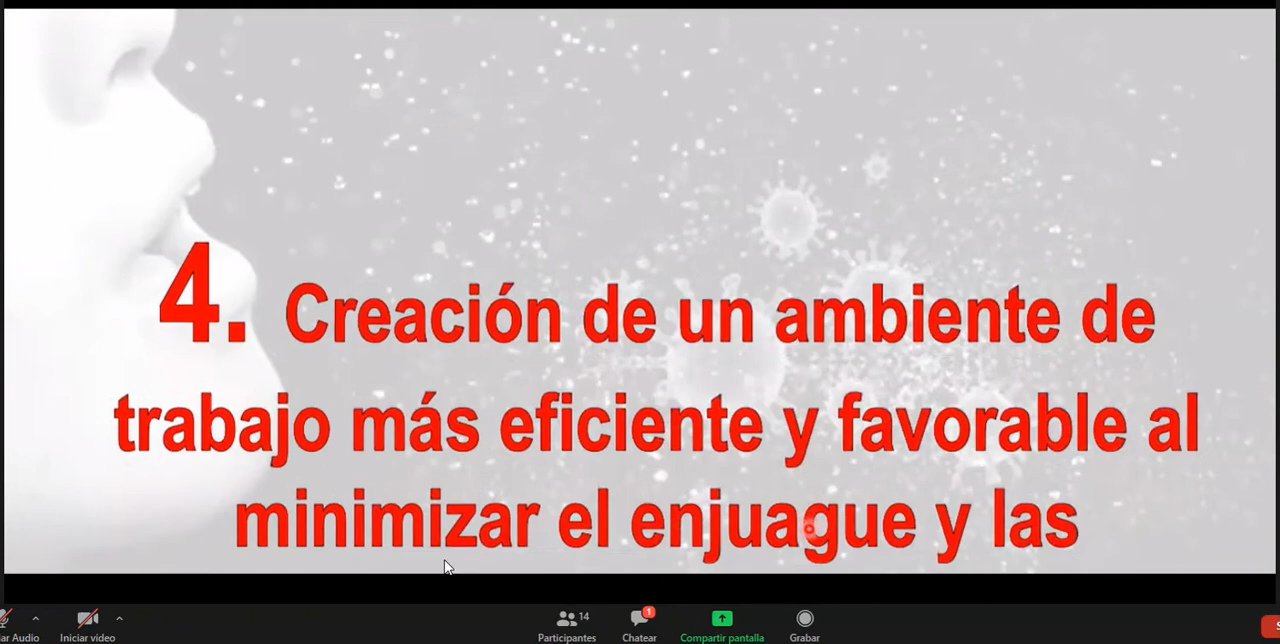 4. Creación de un ambiente de
trabajo más eficiente y favorable al
minimizar el enjuague y las
Audio
Iniciar video
Participantes
14
Chatear
1
Compartir pantalla
Grabar